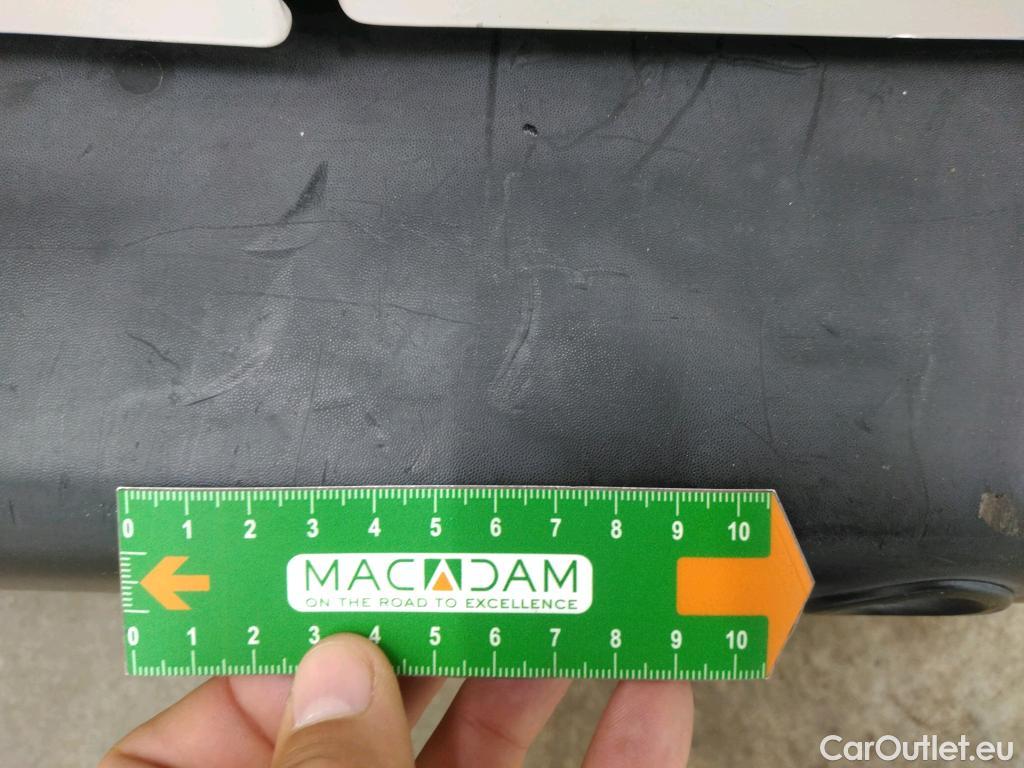 0 1 2 3 4 5 6 7 8 9 10
MACADAM
ON THE ROAD TO EXCELLENCE
0 1 2 3 4 5 6 7 8 9 10
CarOutlet.eu